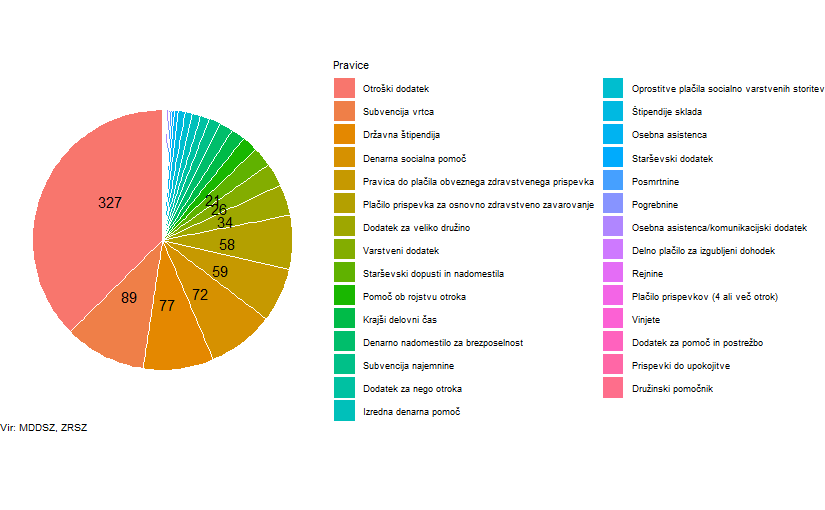 Pravice
Otroški dodatek
Subvencija vrtca
Državna štipendija
Denarna socialna pomoč
Pravica do plačila obveznega zdravstvenega prispevka
Plačilo prispevka za osnovno zdravstveno zavarovanje
Dodatek za veliko družino
Varstveni dodatek
Starševski dopusti in nadomestila
Pomoč ob rojstvu otroka
Krajši delovni čas
Denarno nadomestilo za brezposelnost
Subvencija najemnine
Dodatek za nego otroka
Izredna denarna pomoč
Oprostitve plačila socialno varstvenih storitev
Štipendije sklada
Osebna asistenca
Starševski dodatek
Posmrtnine
Pogrebnine
Osebna asistenca/komunikacijski dodatek
Delno plačilo za izgubljeni dohodek
Rejnine
Plačilo prispevkov (4 ali več otrok)
Vinjete
Dodatek za pomoč in postrežbo
Prispevki do upokojitve
Družinski pomočnik
327
89
77
72
59
58
34
26
21
Vir: MDDSZ, ZRSZ